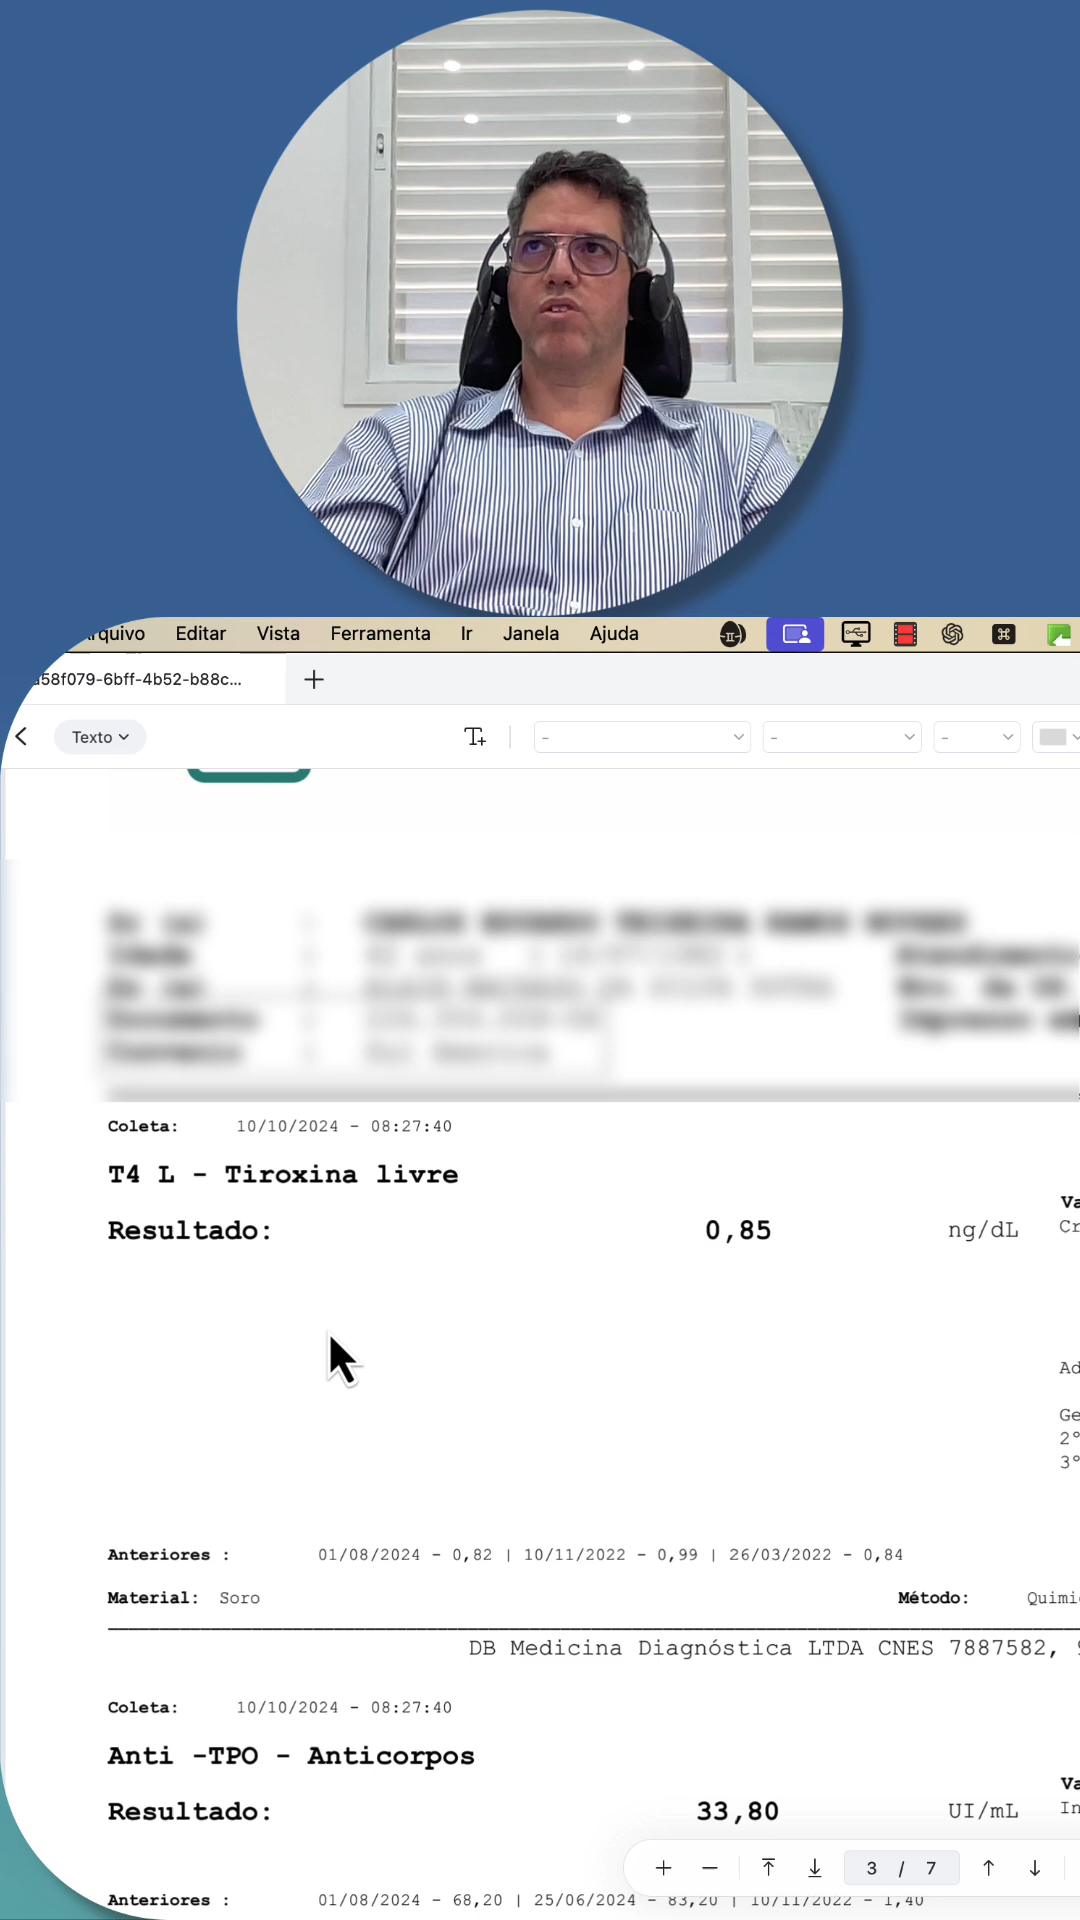 rquivo Editar Vista Ferramenta Ir Janela Ajuda
a58f079-6bff-4b52-b88c...
Texto
Coleta: 10/10/2024 - 08:27:40
T4 L - Tiroxina livre
Va
Resultado: 0,85 ng/dL Cr
Ad
Ge
2º
3º
Anteriores : 01/08/2024 - 0,82 | 10/11/2022 - 0,99 | 26/03/2022 - 0,84
Material: Soro Método: Quimi
DB Medicina Diagnóstica LTDA CNES 7887582,
Coleta: 10/10/2024 - 08:27:40
Anti -TPO - Anticorpos
Va
Resultado: 33,80 UI/mL In
3 / 7
Anteriores : 01/08/2024 - 68,20 | 25/06/2024 - 83,20 | 10/11/2022 - 1,40